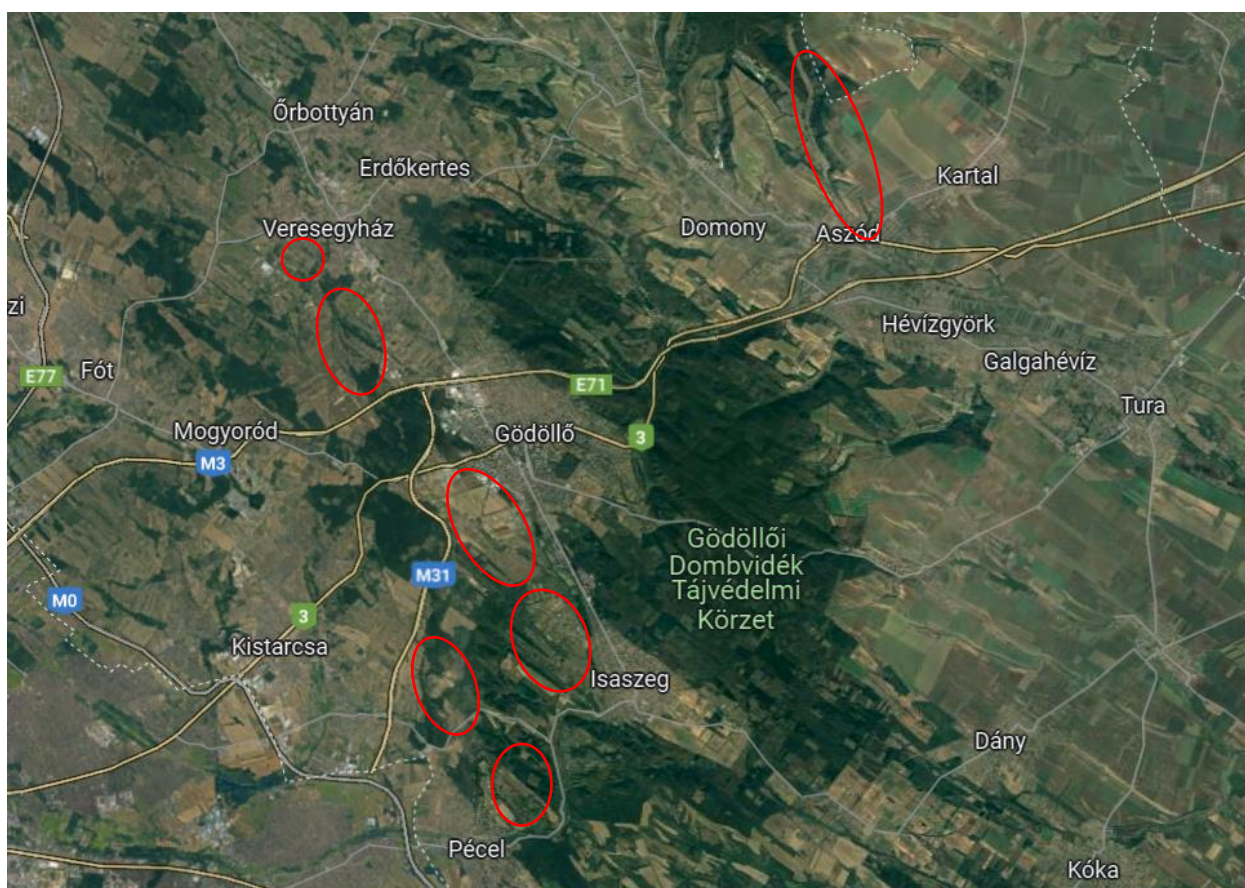 Őrbottyán
Erdőkertes
Kartal
Veresegyház
Domony
Aszód
zi
Hévízgyörk
Galgahévíz
Fót
E77
E71
Tura
Mogyoród
Gödöllő
3
M3
Gödöllői
Dombvidék
Tájvédelmi
Körzet
M31
M0
3
Kistarcsa
Isaszeg
Dány
Pécel
Kóka